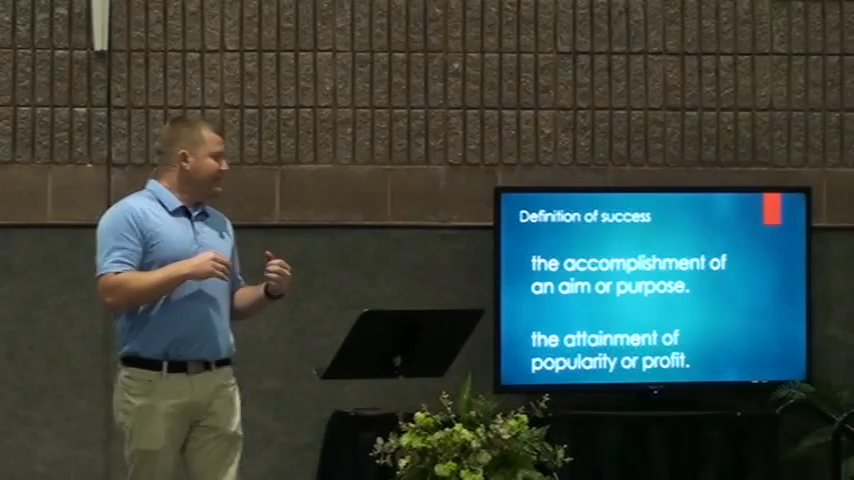 Definition of success
the accomplishment of
an aim or purpose.
the attainment of
popularity or profit.